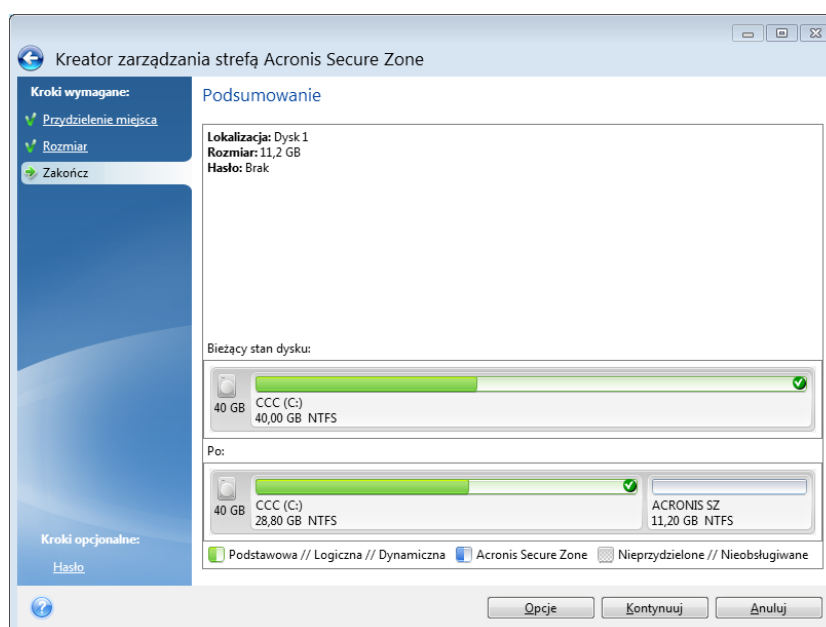 Kreator zarządzania strefą Acronis Secure Zone
Kroki wymagane:
Przydzielenie miejsca
Rozmiar
Zakończ
Podsumowanie
Lokalizacja: Dysk 1
Rozmiar: 11,2 GB
Hasło: Brak
Bieżący stan dysku:
40 GB
CCC (C:)
40,00 GB NTFS
Po:
40 GB
CCC (C:)
28,80 GB NTFS
ACRONIS SZ
11,20 GB NTFS
Podstawowa // Logiczna // Dynamiczna Acronis Secure Zone Nieprzydzielone // Nieobsługiwane
Kroki opcjonalne:
Hasło
Opcje Kontynuuj Anuluj